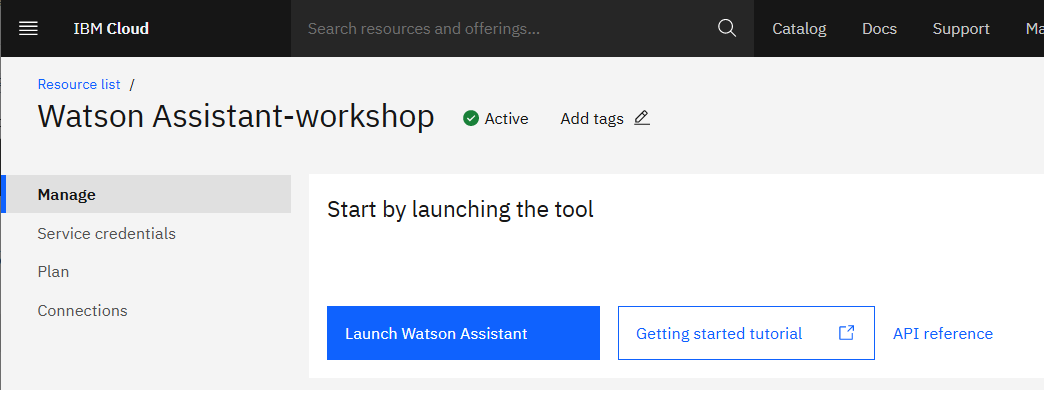 IBM Cloud Search resources and offerings... Catalog Docs Support Ma
Resource list /
Watson Assistant-workshop Active Add tags
Manage
Service credentials
Plan
Connections
Start by launching the tool
Launch Watson Assistant Getting started tutorial API reference